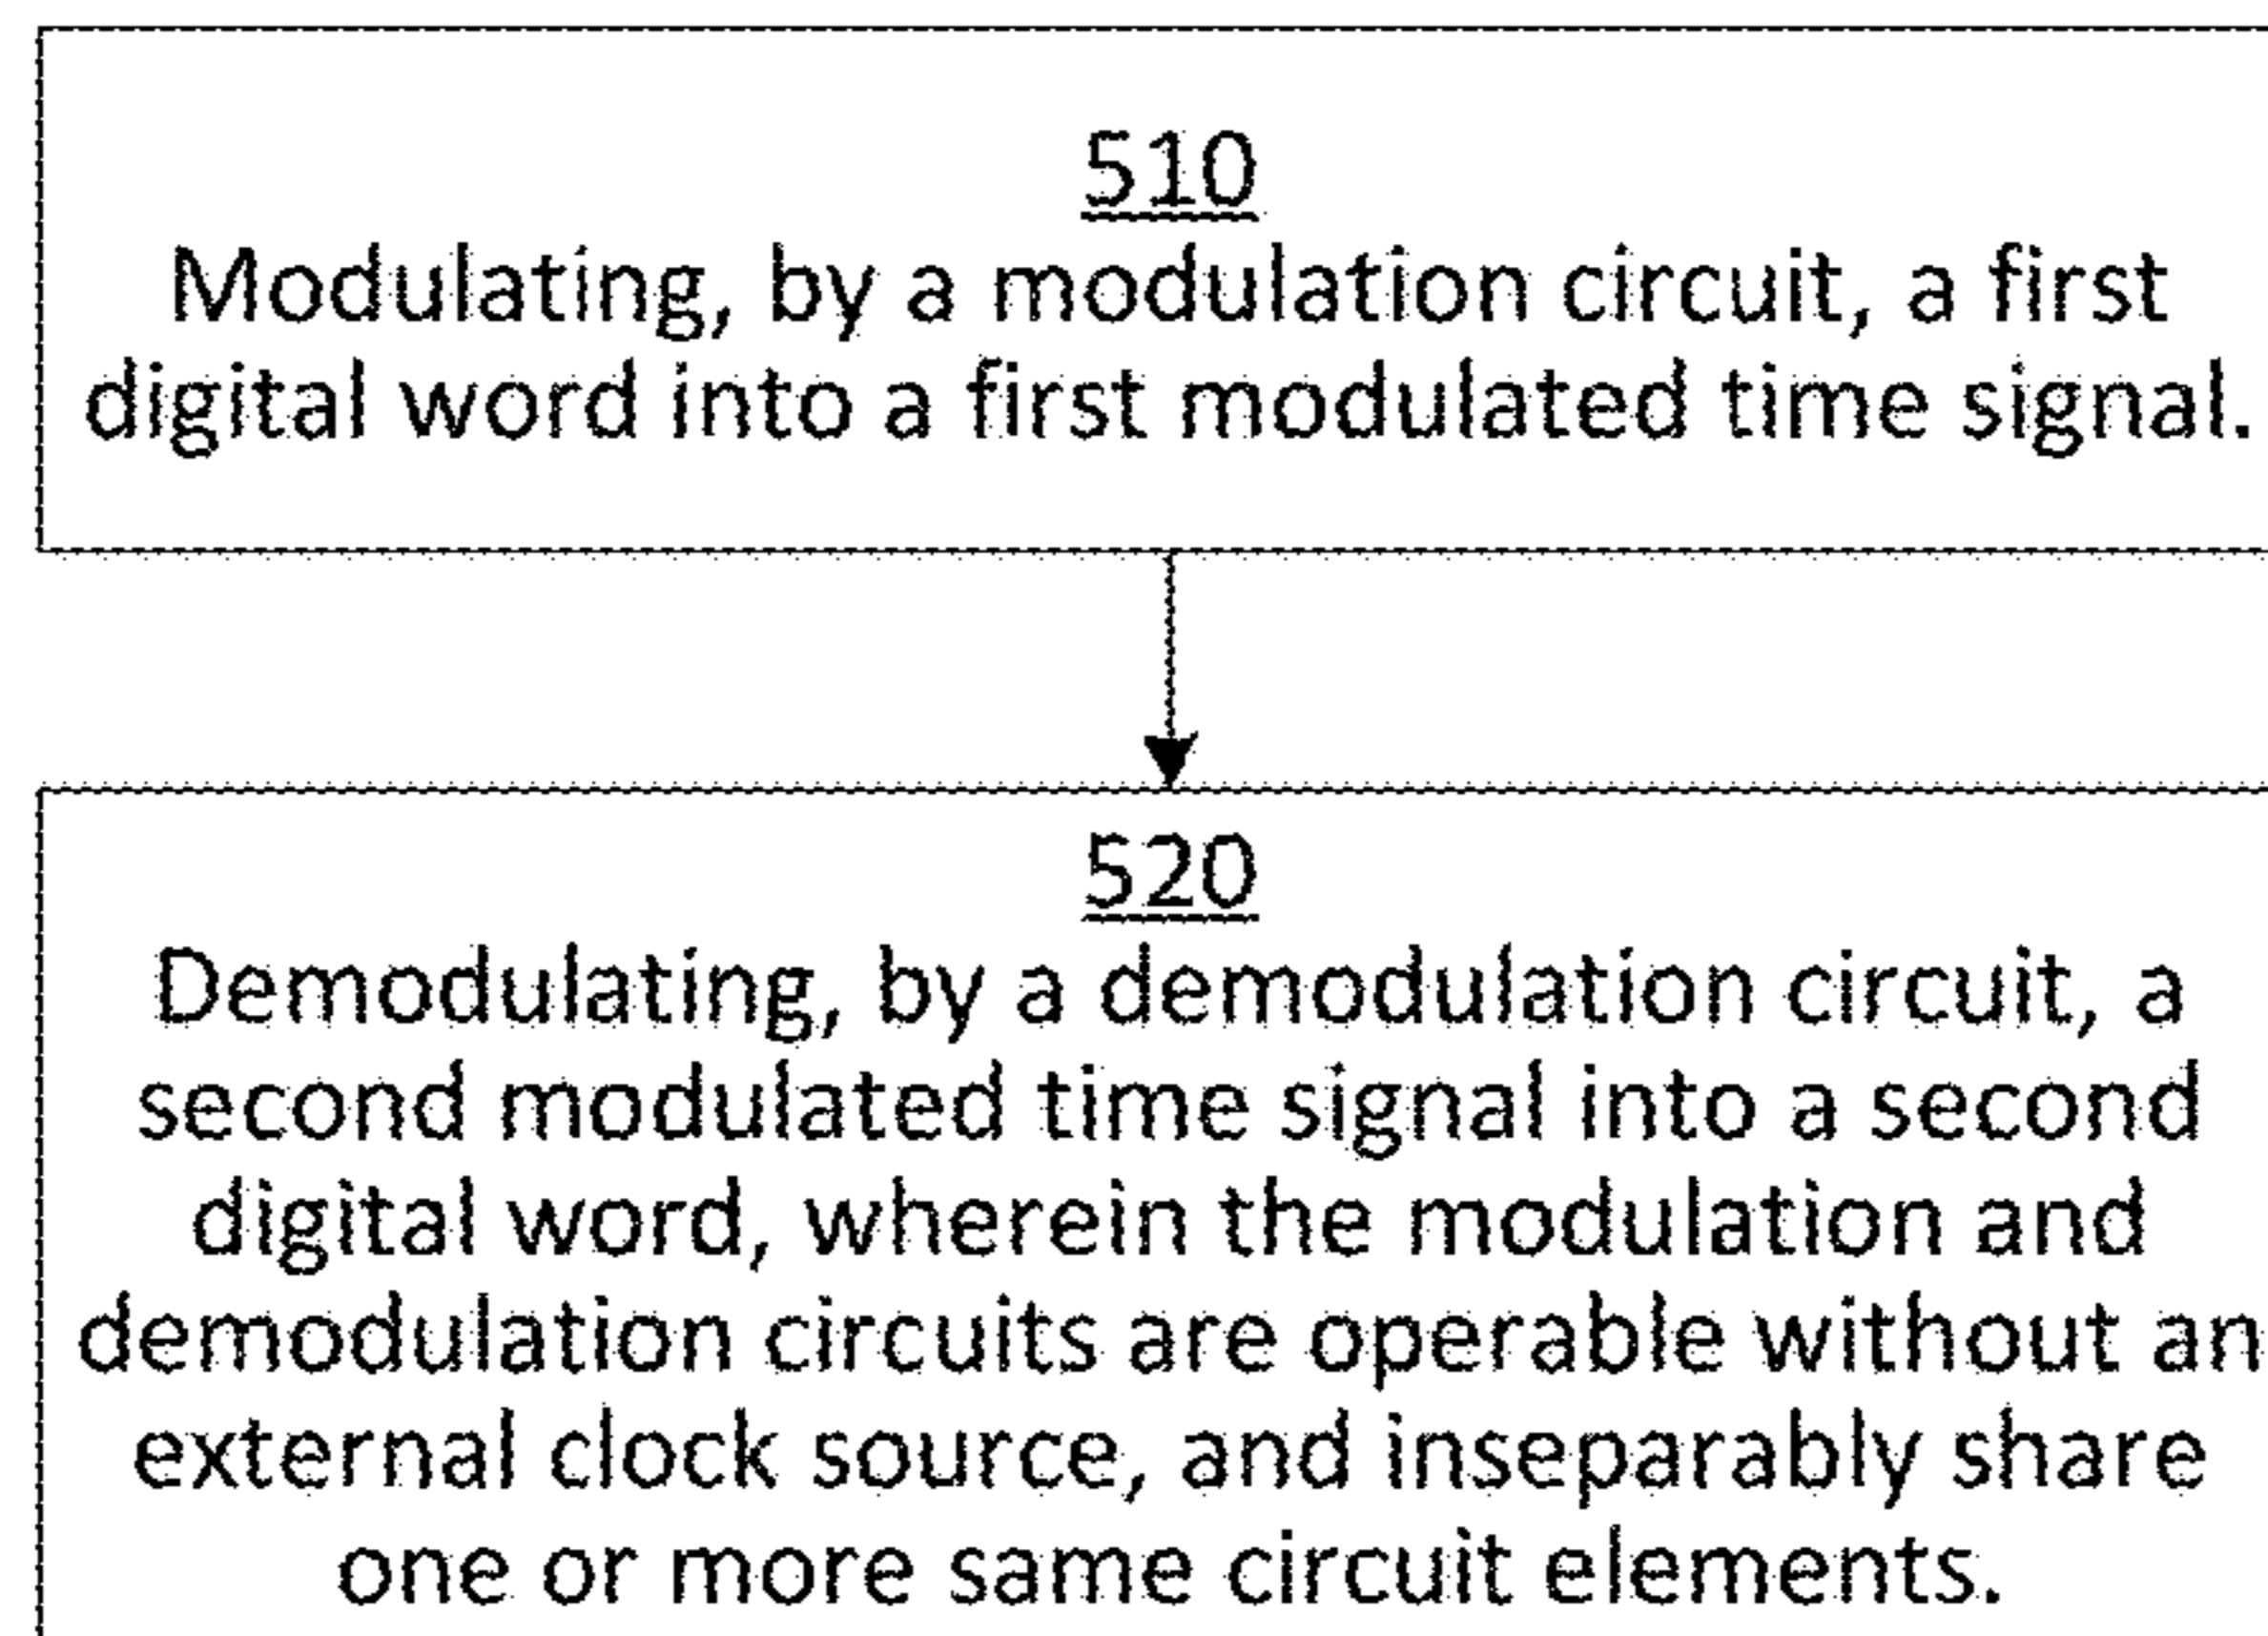 510
Modulating, by a modulation circuit, a first
digital word into a first modulated time signal.
520
Demodulating, by a demodulation circuit, a
second modulated time signal into a second
digital word, wherein the modulation and
demodulation circuits are operable without an
external clock source, and inseparably share
one or more same circuit elements.